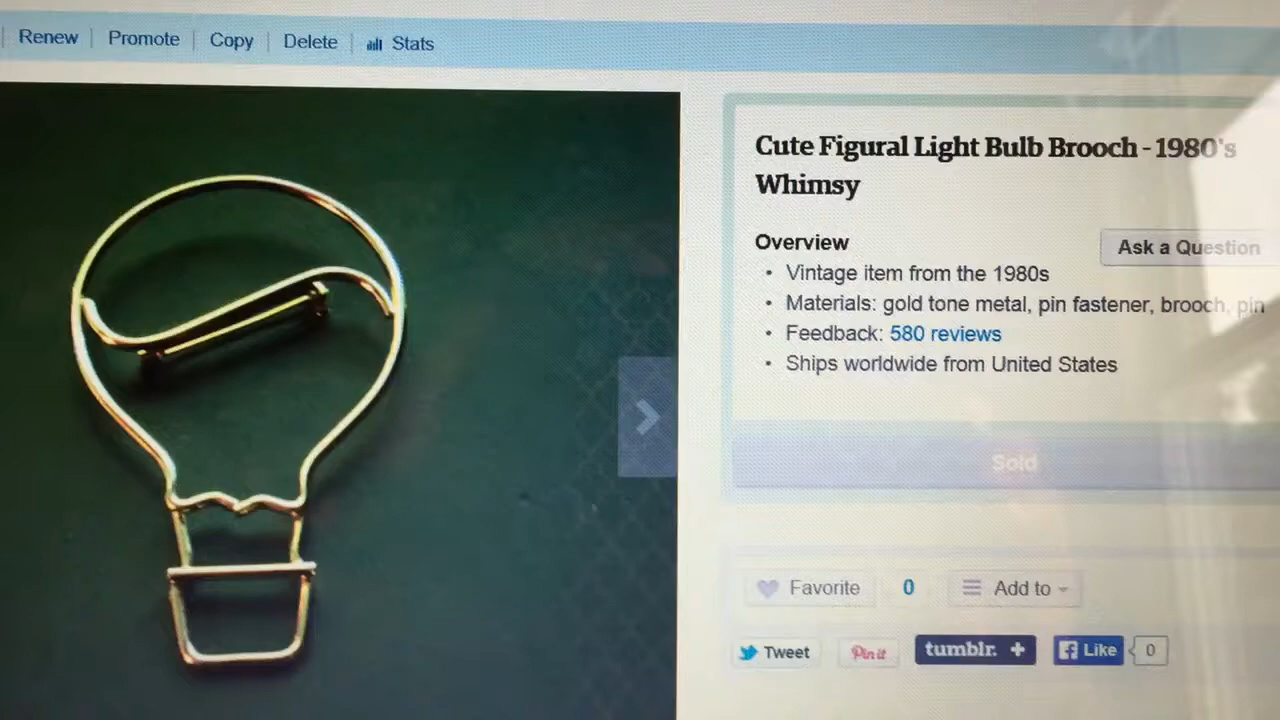 Renew | Promote | Copy | Delete | Stats
Cute Figural Light Bulb Brooch - 1980's
Whimsy
Overview
Ask a Question
• Vintage item from the 1980s
• Materials: gold tone metal, pin fastener, brooch, pin
• Feedback: 580 reviews
• Ships worldwide from United States
Sold
Favorite 0 Add to
Tweet Pin it tumblr. + Like 0